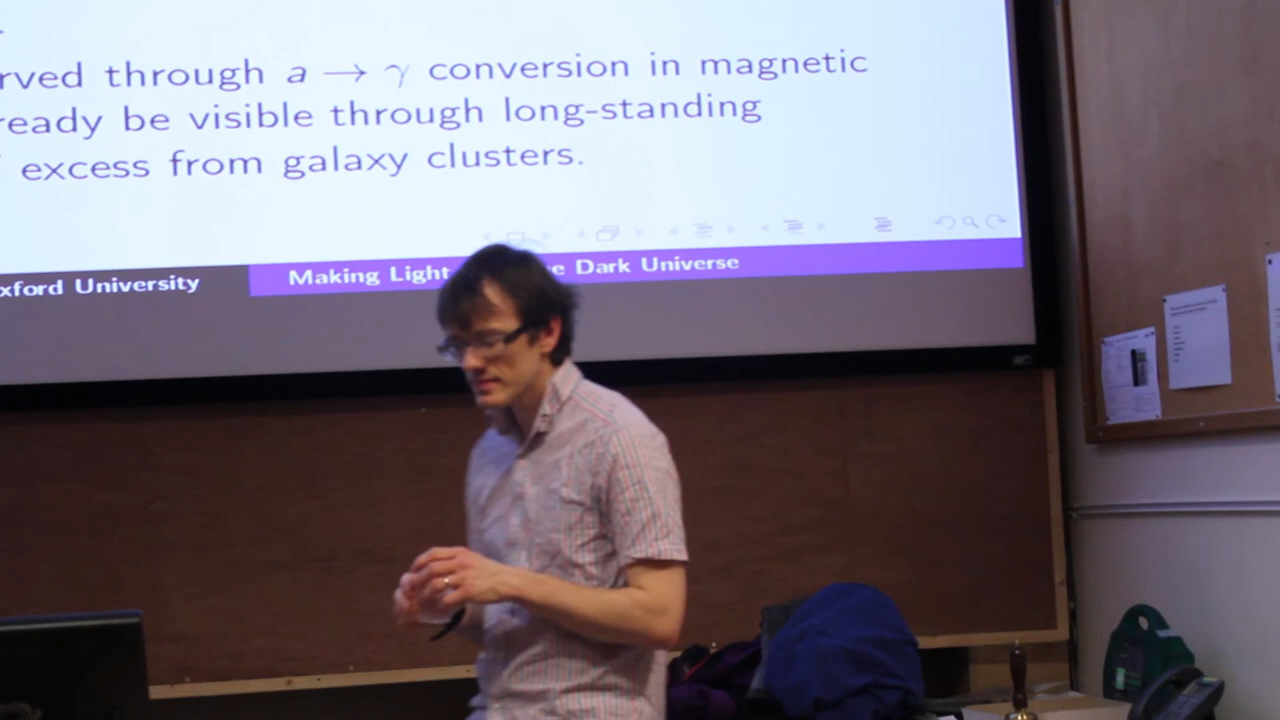 rved through a → γ conversion in magnetic
ready be visible through long-standing
excess from galaxy clusters.
xford University
Making Light
e Dark Universe